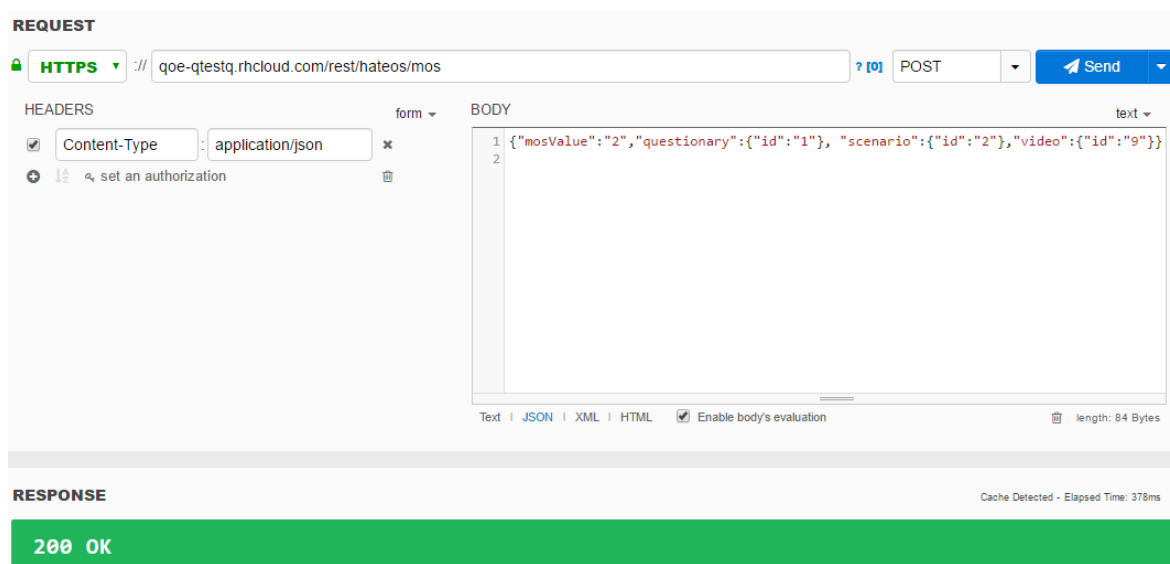 REQUEST
HTTPS :// qoe-qtestq.rhcloud.com/rest/hateos/mos ? [0] POST Send
HEADERS form BODY text
Content-Type : application/json
1 {"mosValue":"2","questionary":{"id":"1"}, "scenario":{"id":"2"},"video":{"id":"9"}}
2
set an authorization
Text | JSON | XML | HTML Enable body's evaluation length: 84 Bytes
RESPONSE Cache Detected - Elapsed Time: 378ms
200 OK